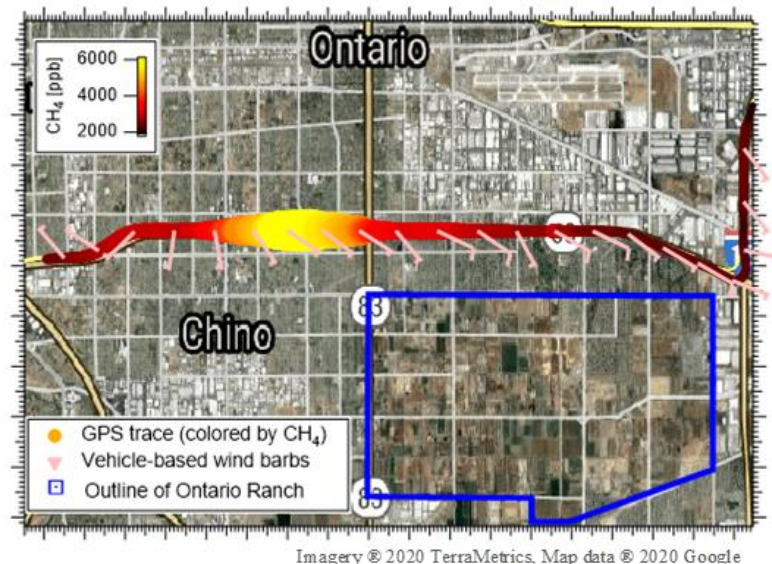 Ontario
CH₄ [ppb]
6000
4000
2000
83
Chino
GPS trace (colored by CH₄)
Vehicle-based wind barbs
Outline of Ontario Ranch
83
Imagery ® 2020 TerraMetrics, Map data ® 2020 Google